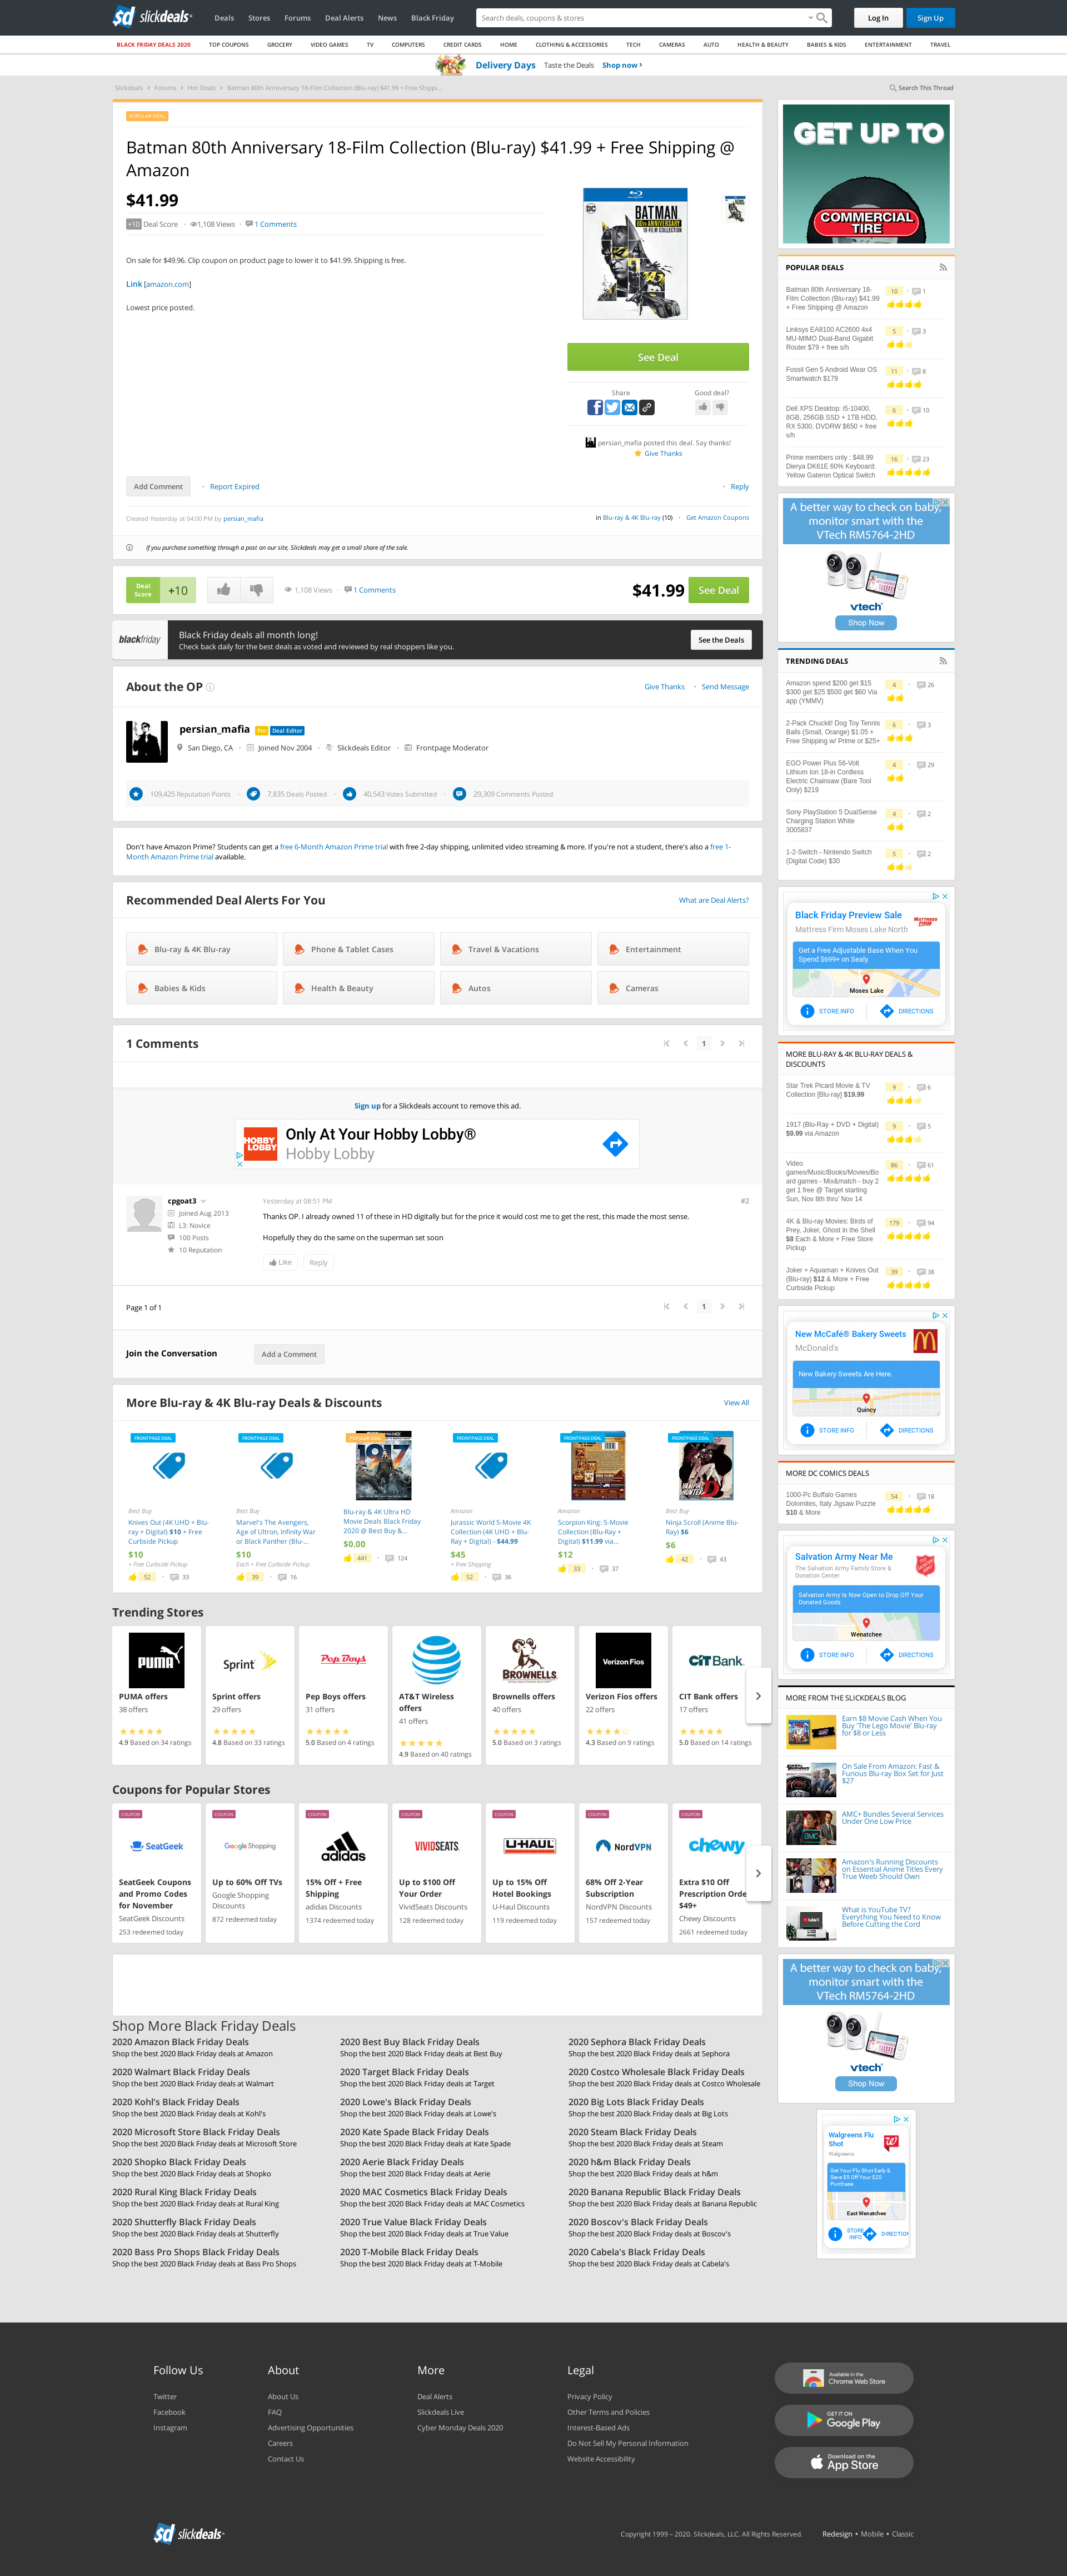 slickdeals
Deals Stores Forums Deal Alerts News Black Friday
Search deals, coupons & stores
Log In Sign Up
BLACK FRIDAY DEALS 2020 TOP COUPONS GROCERY VIDEO GAMES TV COMPUTERS CREDIT CARDS HOME CLOTHING & ACCESSORIES TECH CAMERAS AUTO HEALTH & BEAUTY BABIES & KIDS ENTERTAINMENT TRAVEL
Delivery Days Taste the Deals Shop now
Slickdeals Forums Hot Deals Batman 80th Anniversary 18-Film Collection (Blu-ray) $41.99 + Free Shippi...
Search This Thread
POPULAR DEAL
Batman 80th Anniversary 18-Film Collection (Blu-ray) $41.99 + Free Shipping @
Amazon
$41.99
+10 Deal Score 1,108 Views 1 Comments
On sale for $49.96. Clip coupon on product page to lower it to $41.99. Shipping is free.
Link [amazon.com]
Lowest price posted.
BATMAN
80TH ANNIVERSARY
18-FILM COLLECTION
See Deal
Share Good deal?
persian_mafia posted this deal. Say thanks!
Give Thanks
Add Comment Report Expired Reply
Created Yesterday at 04:00 PM by persian_mafia
in Blu-ray & 4K Blu-ray (10) Get Amazon Coupons
If you purchase something through a post on our site, Slickdeals may get a small share of the sale.
Deal
Score
+10
1,108 Views 1 Comments
$41.99 See Deal
blackfriday
Black Friday deals all month long!
Check back daily for the best deals as voted and reviewed by real shoppers like you.
See the Deals
About the OP
Give Thanks Send Message
persian_mafia Pro Deal Editor
San Diego, CA Joined Nov 2004 Slickdeals Editor Frontpage Moderator
109,425 Reputation Points 7,835 Deals Posted 40,543 Votes Submitted 29,309 Comments Posted
Don't have Amazon Prime? Students can get a free 6-Month Amazon Prime trial with free 2-day shipping, unlimited video streaming & more. If you're not a student, there's also a free 1-
Month Amazon Prime trial available.
Recommended Deal Alerts For You
What are Deal Alerts?
Blu-ray & 4K Blu-ray Phone & Tablet Cases Travel & Vacations Entertainment
Babies & Kids Health & Beauty Autos Cameras
1 Comments
1
Sign up for a Slickdeals account to remove this ad.
HOBBY LOBBY
Only At Your Hobby Lobby®
Hobby Lobby
cpgoat3
Joined Aug 2013
L3: Novice
100 Posts
10 Reputation
Yesterday at 08:51 PM
#2
Thanks OP. I already owned 11 of these in HD digitally but for the price it would cost me to get the rest, this made the most sense.
Hopefully they do the same on the superman set soon
Like Reply
Page 1 of 1
1
Join the Conversation
Add a Comment
More Blu-ray & 4K Blu-ray Deals & Discounts
View All
FRONTPAGE DEAL
Best Buy
Knives Out (4K UHD + Blu-
ray + Digital) $10 + Free
Curbside Pickup
$10
+ Free Curbside Pickup
52 33
FRONTPAGE DEAL
Best Buy
Marvel's The Avengers,
Age of Ultron, Infinity War
or Black Panther (Blu-...
$10
Each + Free Curbside Pickup
39 16
POPULAR DEAL
1917
Blu-ray & 4K Ultra HD
Movie Deals Black Friday
2020 @ Best Buy &...
$0.00
441 124
FRONTPAGE DEAL
Amazon
Jurassic World 5-Movie 4K
Collection (4K UHD + Blu-
Ray + Digital) - $44.99
$45
+ Free Shipping
52 36
FRONTPAGE DEAL
Amazon
Scorpion King: 5-Movie
Collection (Blu-Ray +
Digital) $11.99 via...
$12
33 37
FRONTPAGE DEAL
Best Buy
Ninja Scroll (Anime Blu-
Ray) $6
$6
42 43
Trending Stores
PUMA
PUMA offers
38 offers
4.9 Based on 34 ratings
Sprint
Sprint offers
29 offers
4.8 Based on 33 ratings
Pep Boys
Pep Boys offers
31 offers
5.0 Based on 4 ratings
AT&T Wireless
offers
41 offers
4.9 Based on 40 ratings
BROWNELLS
Brownells offers
40 offers
5.0 Based on 3 ratings
Verizon Fios
Verizon Fios offers
22 offers
4.3 Based on 9 ratings
CIT Bank
CIT Bank offers
17 offers
5.0 Based on 14 ratings
Coupons for Popular Stores
COUPON
SeatGeek
SeatGeek Coupons
and Promo Codes
for November
SeatGeek Discounts
253 redeemed today
COUPON
Google Shopping
Up to 60% Off TVs
Google Shopping
Discounts
872 redeemed today
COUPON
adidas
15% Off + Free
Shipping
adidas Discounts
1374 redeemed today
COUPON
VIVIDSEATS
Up to $100 Off
Your Order
VividSeats Discounts
128 redeemed today
COUPON
U-HAUL
Up to 15% Off
Hotel Bookings
U-Haul Discounts
119 redeemed today
COUPON
NordVPN
68% Off 2-Year
Subscription
NordVPN Discounts
157 redeemed today
COUPON
chewy
Extra $10 Off
Prescription Orde
$49+
Chewy Discounts
2661 redeemed today
Shop More Black Friday Deals
2020 Amazon Black Friday Deals
Shop the best 2020 Black Friday deals at Amazon
2020 Best Buy Black Friday Deals
Shop the best 2020 Black Friday deals at Best Buy
2020 Sephora Black Friday Deals
Shop the best 2020 Black Friday deals at Sephora
2020 Walmart Black Friday Deals
Shop the best 2020 Black Friday deals at Walmart
2020 Target Black Friday Deals
Shop the best 2020 Black Friday deals at Target
2020 Costco Wholesale Black Friday Deals
Shop the best 2020 Black Friday deals at Costco Wholesale
2020 Kohl's Black Friday Deals
Shop the best 2020 Black Friday deals at Kohl's
2020 Lowe's Black Friday Deals
Shop the best 2020 Black Friday deals at Lowe's
2020 Big Lots Black Friday Deals
Shop the best 2020 Black Friday deals at Big Lots
2020 Microsoft Store Black Friday Deals
Shop the best 2020 Black Friday deals at Microsoft Store
2020 Kate Spade Black Friday Deals
Shop the best 2020 Black Friday deals at Kate Spade
2020 Steam Black Friday Deals
Shop the best 2020 Black Friday deals at Steam
2020 Shopko Black Friday Deals
Shop the best 2020 Black Friday deals at Shopko
2020 Aerie Black Friday Deals
Shop the best 2020 Black Friday deals at Aerie
2020 h&m Black Friday Deals
Shop the best 2020 Black Friday deals at h&m
2020 Rural King Black Friday Deals
Shop the best 2020 Black Friday deals at Rural King
2020 MAC Cosmetics Black Friday Deals
Shop the best 2020 Black Friday deals at MAC Cosmetics
2020 Banana Republic Black Friday Deals
Shop the best 2020 Black Friday deals at Banana Republic
2020 Shutterfly Black Friday Deals
Shop the best 2020 Black Friday deals at Shutterfly
2020 True Value Black Friday Deals
Shop the best 2020 Black Friday deals at True Value
2020 Boscov's Black Friday Deals
Shop the best 2020 Black Friday deals at Boscov's
2020 Bass Pro Shops Black Friday Deals
Shop the best 2020 Black Friday deals at Bass Pro Shops
2020 T-Mobile Black Friday Deals
Shop the best 2020 Black Friday deals at T-Mobile
2020 Cabela's Black Friday Deals
Shop the best 2020 Black Friday deals at Cabela's
GET UP TO
COMMERCIAL
TIRE
POPULAR DEALS
Batman 80th Anniversary 18-
Film Collection (Blu-ray) $41.99
+ Free Shipping @ Amazon
10 1
Linksys EA8100 AC2600 4x4
MU-MIMO Dual-Band Gigabit
Router $79 + free s/h
5 3
Fossil Gen 5 Android Wear OS
Smartwatch $179
11 8
Dell XPS Desktop: i5-10400,
8GB, 256GB SSD + 1TB HDD,
RX 5300, DVDRW $650 + free
s/h
6 10
Prime members only : $48.99
Dierya DK61E 60% Keyboard;
Yellow Gateron Optical Switch
16 23
A better way to check on baby,
monitor smart with the
VTech RM5764-2HD
vtech
Shop Now
TRENDING DEALS
Amazon spend $200 get $15
$300 get $25 $500 get $60 Via
app (YMMV)
4 26
2-Pack Chuckit! Dog Toy Tennis
Balls (Small, Orange) $1.05 +
Free Shipping w/ Prime or $25+
6 3
EGO Power Plus 56-Volt
Lithium Ion 18-in Cordless
Electric Chainsaw (Bare Tool
Only) $219
4 29
Sony PlayStation 5 DualSense
Charging Station White
3005837
4 2
1-2-Switch - Nintendo Switch
(Digital Code) $30
5 2
Black Friday Preview Sale
Mattress Firm Moses Lake North
MATTRESS FIRM
Get a Free Adjustable Base When You
Spend $699+ on Sealy.
Moses Lake
STORE INFO DIRECTIONS
MORE BLU-RAY & 4K BLU-RAY DEALS &
DISCOUNTS
Star Trek Picard Movie & TV
Collection [Blu-ray] $19.99
9 6
1917 (Blu-Ray + DVD + Digital)
$9.99 via Amazon
9 5
Video
games/Music/Books/Movies/Bo
ard games - Mix&match - buy 2
get 1 free @ Target starting
Sun, Nov 8th thru' Nov 14
86 61
4K & Blu-ray Movies: Birds of
Prey, Joker, Ghost in the Shell
$8 Each & More + Free Store
Pickup
179 94
Joker + Aquaman + Knives Out
(Blu-ray) $12 & More + Free
Curbside Pickup
39 38
New McCafé® Bakery Sweets
McDonald's
New Bakery Sweets Are Here.
Quincy
STORE INFO DIRECTIONS
MORE DC COMICS DEALS
1000-Pc Buffalo Games
Dolomites, Italy Jigsaw Puzzle
$10 & More
54 18
Salvation Army Near Me
The Salvation Army Family Store &
Donation Center
Salvation Army Is Now Open to Drop Off Your
Donated Goods
Wenatchee
STORE INFO DIRECTIONS
MORE FROM THE SLICKDEALS BLOG
Earn $8 Movie Cash When You
Buy 'The Lego Movie' Blu-ray
for $8 or Less
On Sale From Amazon: Fast &
Furious Blu-ray Box Set for Just
$27
AMC+ Bundles Several Services
Under One Low Price
Amazon's Running Discounts
on Essential Anime Titles Every
True Weeb Should Own
What is YouTube TV?
Everything You Need to Know
Before Cutting the Cord
A better way to check on baby,
monitor smart with the
VTech RM5764-2HD
vtech
Shop Now
Walgreens Flu
Shot
Walgreens
Get Your Flu Shot Early &
Save $5 Off Your $20
Purchase.
East Wenatchee
STORE
INFO
DIRECTION
Follow Us
Twitter
Facebook
Instagram
About
About Us
FAQ
Advertising Opportunities
Careers
Contact Us
More
Deal Alerts
Slickdeals Live
Cyber Monday Deals 2020
Legal
Privacy Policy
Other Terms and Policies
Interest-Based Ads
Do Not Sell My Personal Information
Website Accessibility
Available in the
Chrome Web Store
GET IT ON
Google Play
Download on the
App Store
slickdeals
Copyright 1999 – 2020. Slickdeals, LLC. All Rights Reserved. Redesign • Mobile • Classic